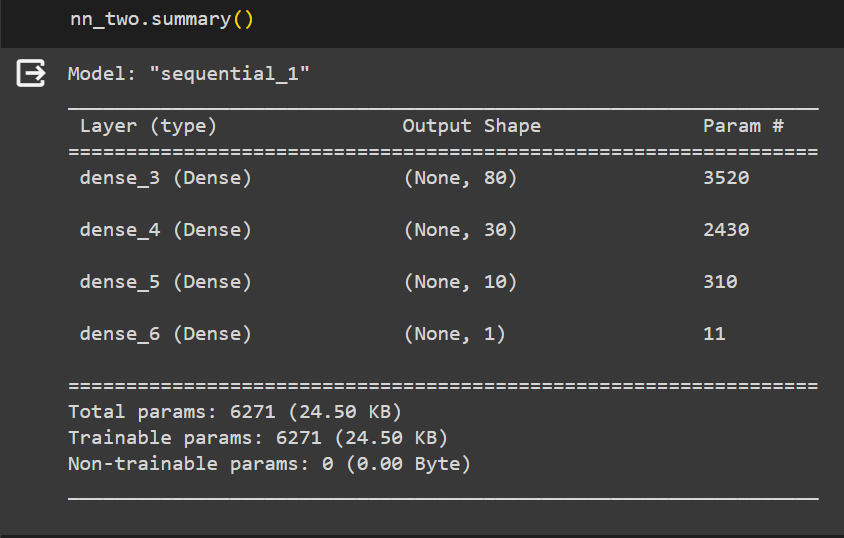 nn_two.summary()
Model: "sequential_1"
_________________________________________________________________
Layer (type) Output Shape Param #
=================================================================
dense_3 (Dense) (None, 80) 3520
dense_4 (Dense) (None, 30) 2430
dense_5 (Dense) (None, 10) 310
dense_6 (Dense) (None, 1) 11
=================================================================
Total params: 6271 (24.50 KB)
Trainable params: 6271 (24.50 KB)
Non-trainable params: 0 (0.00 Byte)
_________________________________________________________________